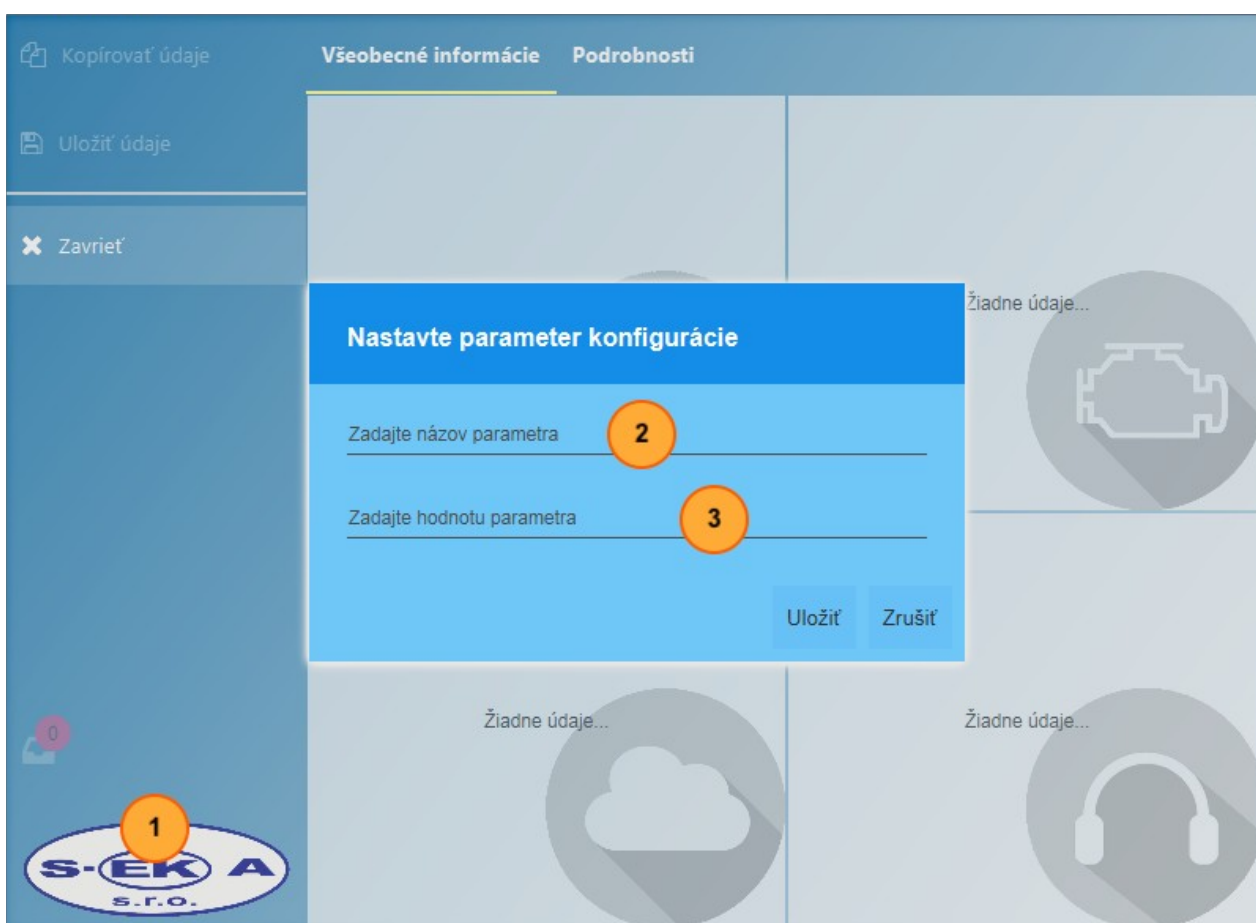 Kopírovať údaje
Všeobecné informácie Podrobnosti
Uložiť údaje
Zavrieť
Žiadne údaje...
Nastavte parameter konfigurácie
Zadajte názov parametra 2
Zadajte hodnotu parametra 3
Uložiť Zrušiť
0
Žiadne údaje...
Žiadne údaje...
1
S-EKA
s.r.o.